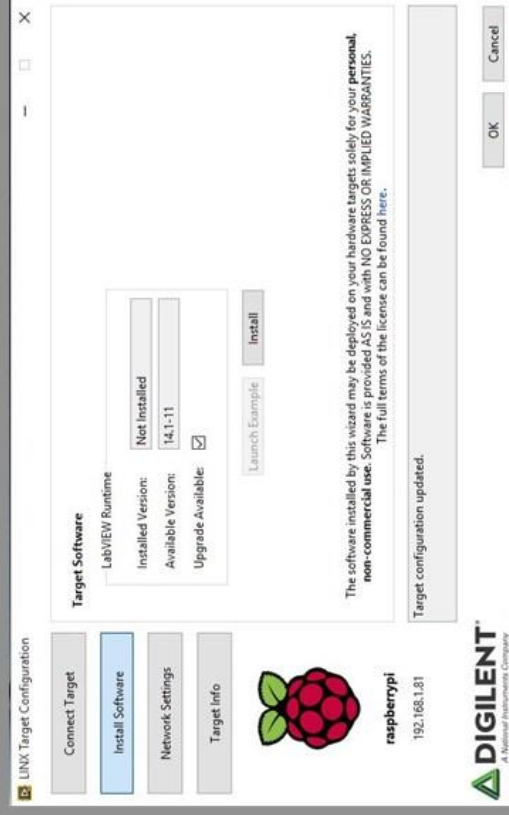 LINX Target Configuration
Connect Target
Install Software
Network Settings
Target Info
raspberrypi
192.168.1.81
DIGILENT
A National Instruments Company
Target Software
LabVIEW Runtime
Installed Version: Not Installed
Available Version: 14.1-11
Upgrade Available:
Launch Example Install
The software installed by this wizard may be deployed on your hardware targets solely for your personal,
non-commercial use. Software is provided AS IS and with NO EXPRESS OR IMPLIED WARRANTIES.
The full terms of the license can be found here.
Target configuration updated.
OK Cancel